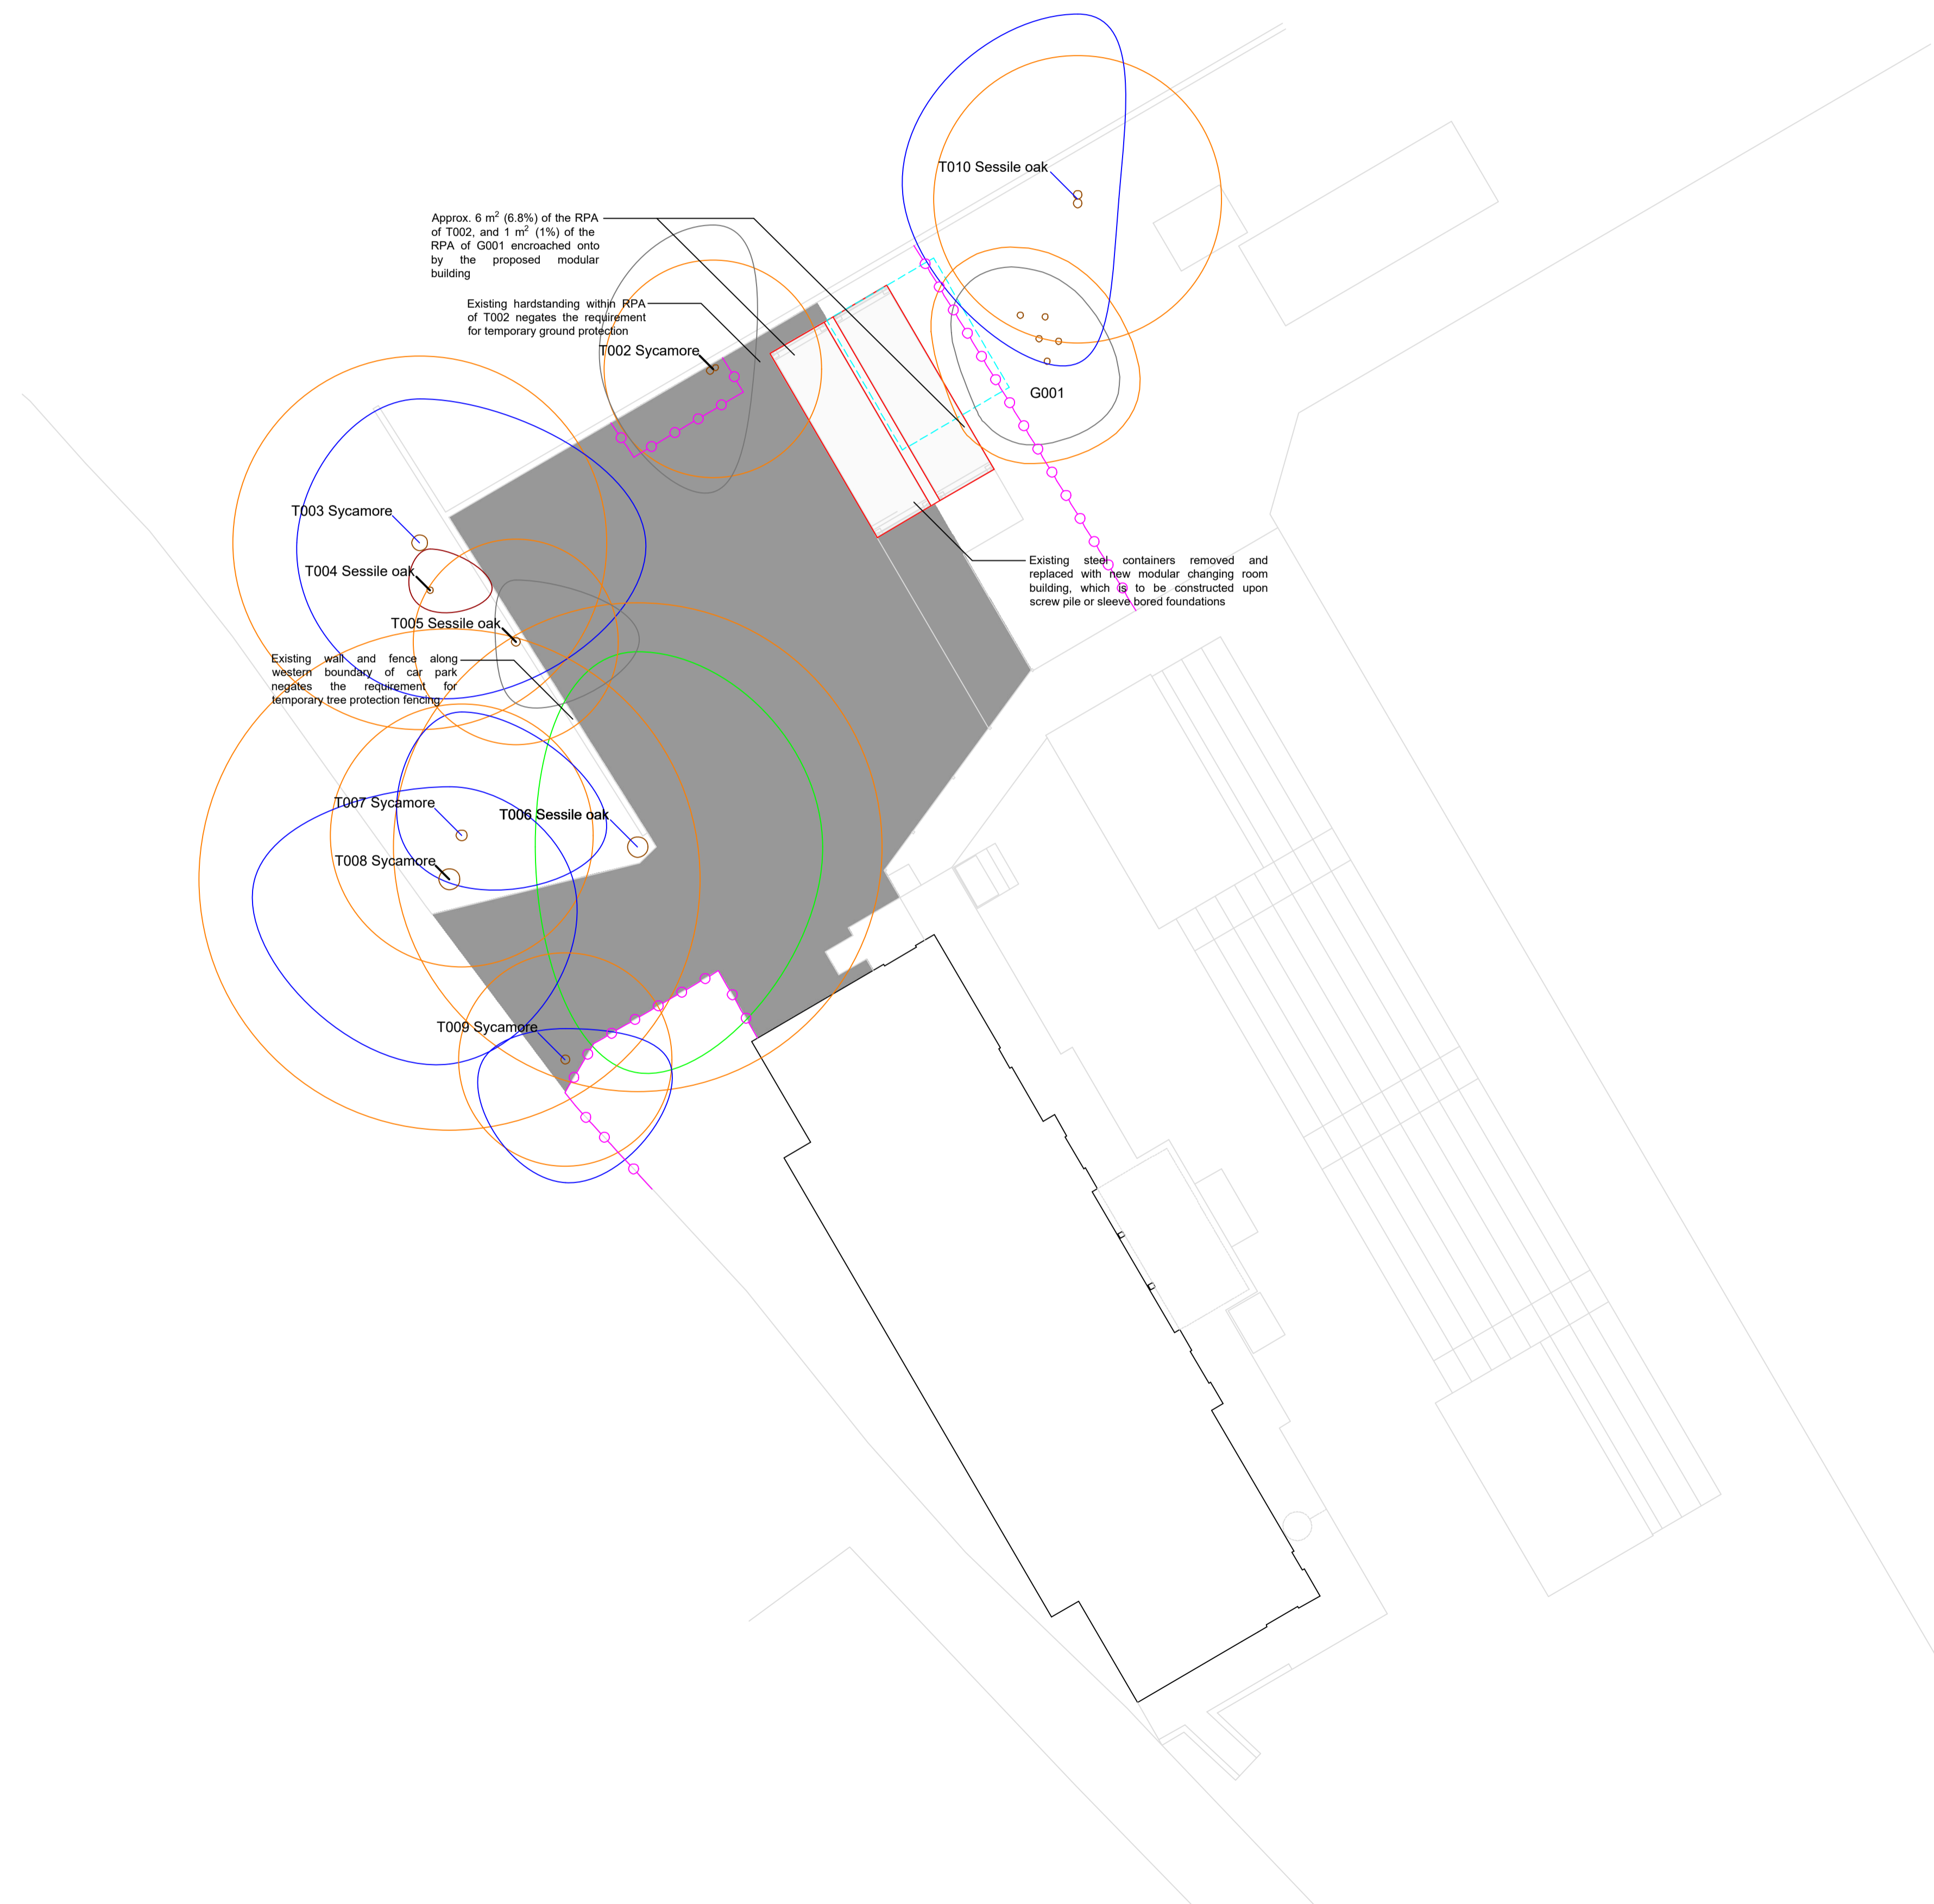 T010 Sessile oak
Approx. 6 m² (6.8%) of the RPA
of T002, and 1 m² (1%) of the
RPA of G001 encroached onto
by the proposed modular
building
Existing hardstanding within RPA
of T002 negates the requirement
for temporary ground protection
T002 Sycamore
G001
T003 Sycamore
Existing steel containers removed and
replaced with new modular changing room
building, which is to be constructed upon
screw pile or sleeve bored foundations
T004 Sessile oak
T005 Sessile oak
Existing wall and fence along
western boundary of car park
negates the requirement for
temporary tree protection fencing
T007 Sycamore
T006 Sessile oak
T008 Sycamore
T009 Sycamore